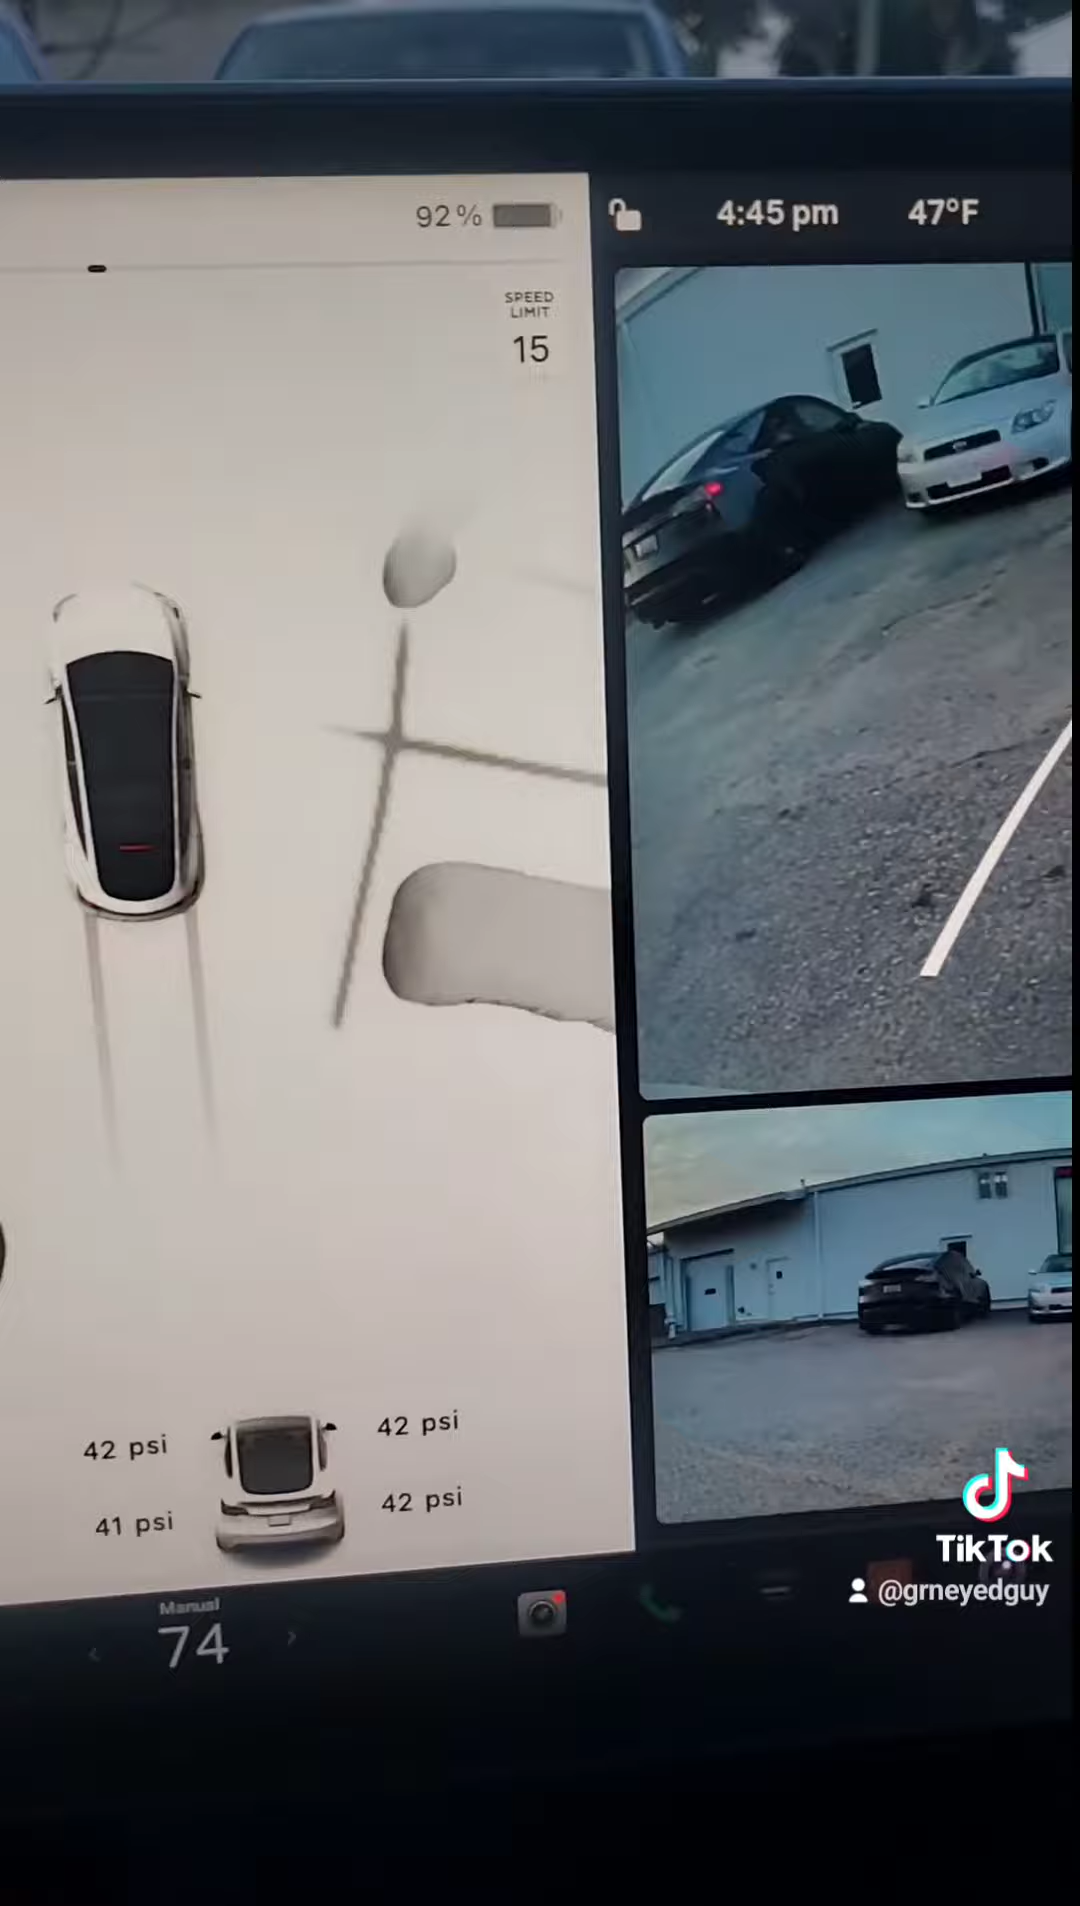 92%
4:45 pm
47°F
SPEED
LIMIT
15
42 psi
42 psi
41 psi
42 psi
Manual
74
TikTok
@grneyedguy